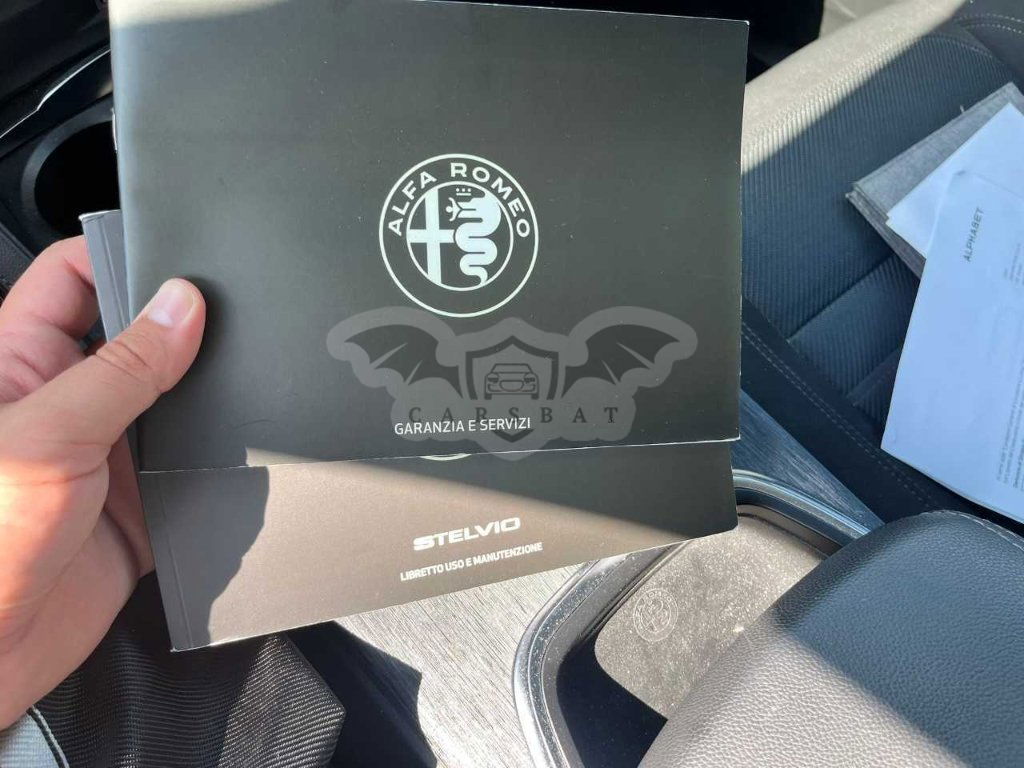 ALFA ROMEO
CARSBAT
GARANZIA E SERVIZI
STELVIO
LIBRETTO USO E MANUTENZIONE
ALPHABET